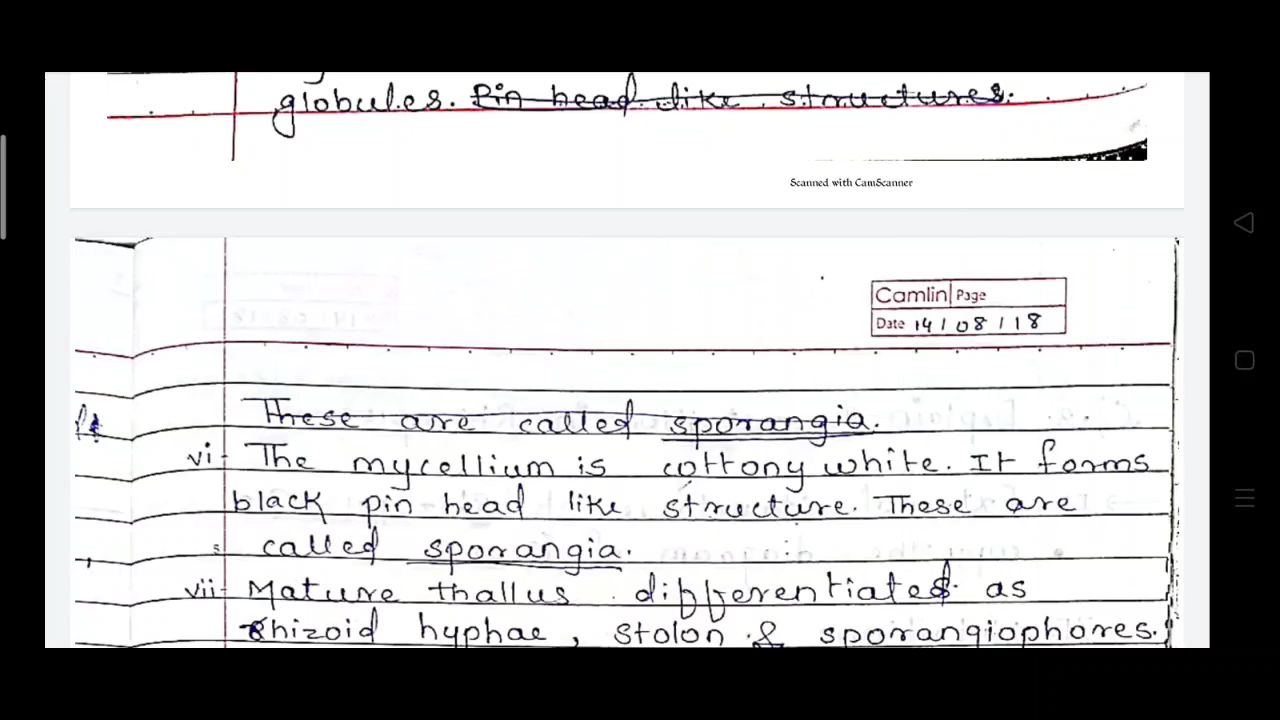 globules. Pin head like structures.
Scanned with CamScanner
Camlin Page
Date 14/08/18
These are called sporangia.
vi- The mycellium is cottony white. It forms
black pin head like structure. These are
called sporangia.
vii- Mature thallus differentiated as
rhizoid hyphae, stolon & sporangiophores.